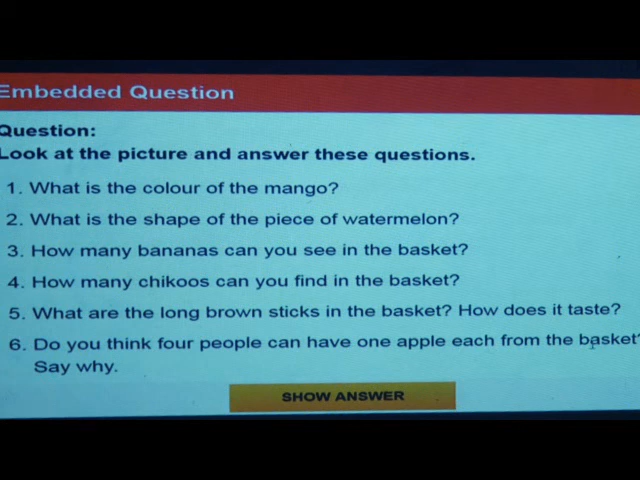 Embedded Question
Question:
Look at the picture and answer these questions.
1. What is the colour of the mango?
2. What is the shape of the piece of watermelon?
3. How many bananas can you see in the basket?
4. How many chikoos can you find in the basket?
5. What are the long brown sticks in the basket? How does it taste?
6. Do you think four people can have one apple each from the basket?
Say why.
SHOW ANSWER